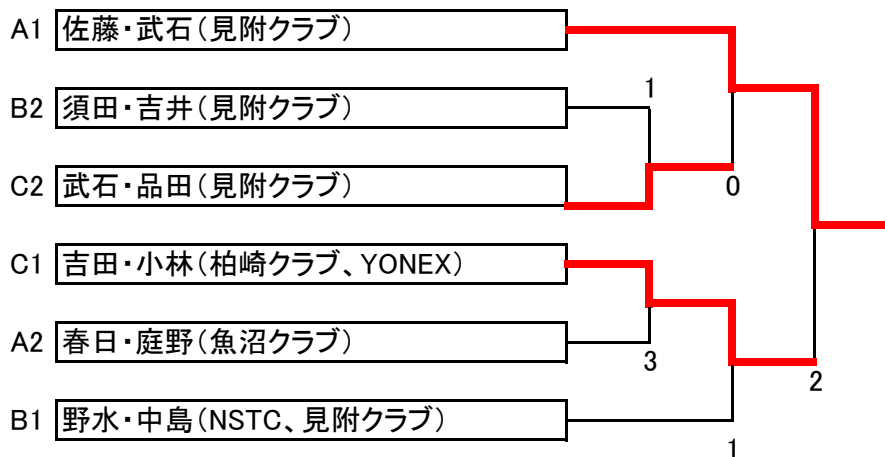 A1 佐藤・武石(見附クラブ)
1
B2 須田・吉井(見附クラブ)
C2 武石・品田(見附クラブ)
0
C1 吉田・小林(柏崎クラブ、YONEX)
A2 春日・庭野(魚沼クラブ)
3
2
B1 野水・中島(NSTC、見附クラブ)
1